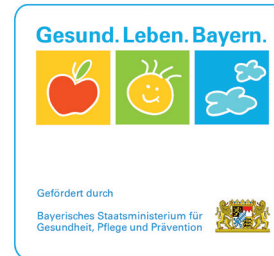 Gesund. Leben. Bayern.
Gefördert durch
Bayerisches Staatsministerium für
Gesundheit, Pflege und Prävention